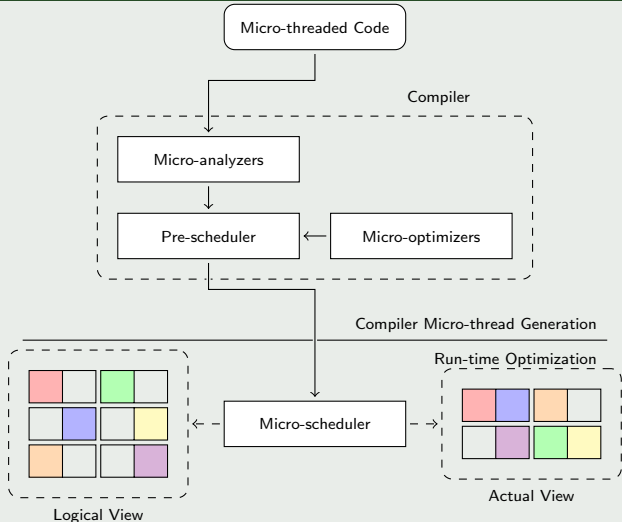 Micro-threaded Code
Compiler
Micro-analyzers
Pre-scheduler
Micro-optimizers
Compiler Micro-thread Generation
Run-time Optimization
Micro-scheduler
Actual View
Logical View